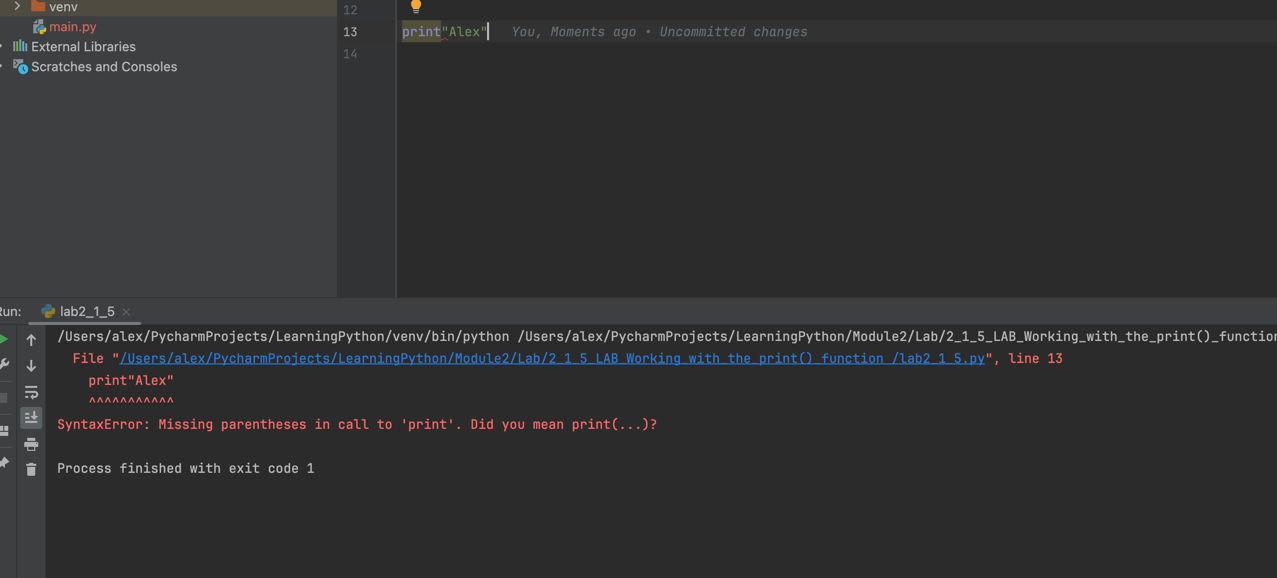 venv
main.py
External Libraries
Scratches and Consoles
12
13 print"Alex" You, Moments ago • Uncommitted changes
14
Run: lab2_1_5
/Users/alex/PycharmProjects/LearningPython/venv/bin/python /Users/alex/PycharmProjects/LearningPython/Module2/Lab/2_1_5_LAB_Working_with_the_print()_function
File "/Users/alex/PycharmProjects/LearningPython/Module2/Lab/2_1_5_LAB_Working_with_the_print()_function_/lab2_1_5.py", line 13
print"Alex"
^^^^^^^^^^^
SyntaxError: Missing parentheses in call to 'print'. Did you mean print(...)?
Process finished with exit code 1